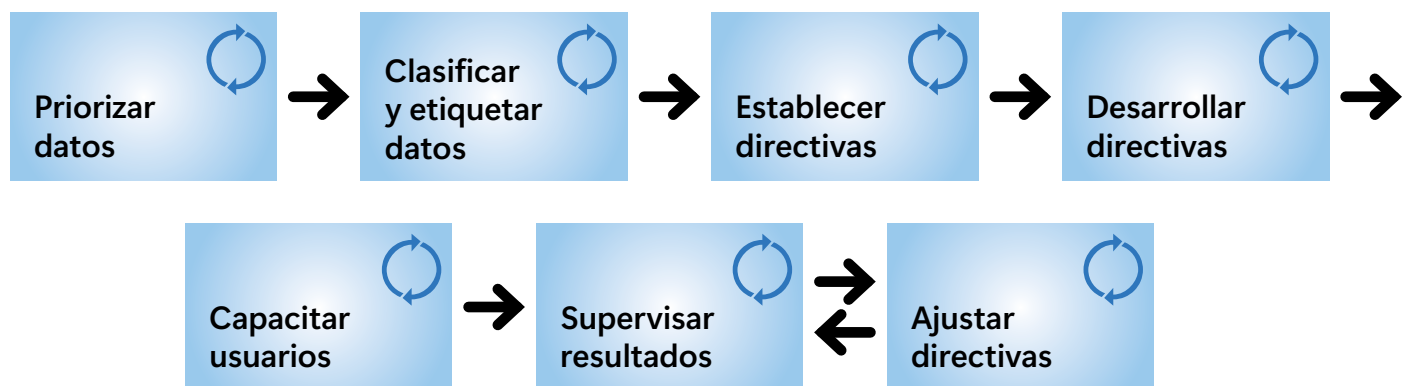 Priorizar
datos
Clasificar
y etiquetar
datos
Establecer
directivas
Desarrollar
directivas
Capacitar
usuarios
Supervisar
resultados
Ajustar
directivas